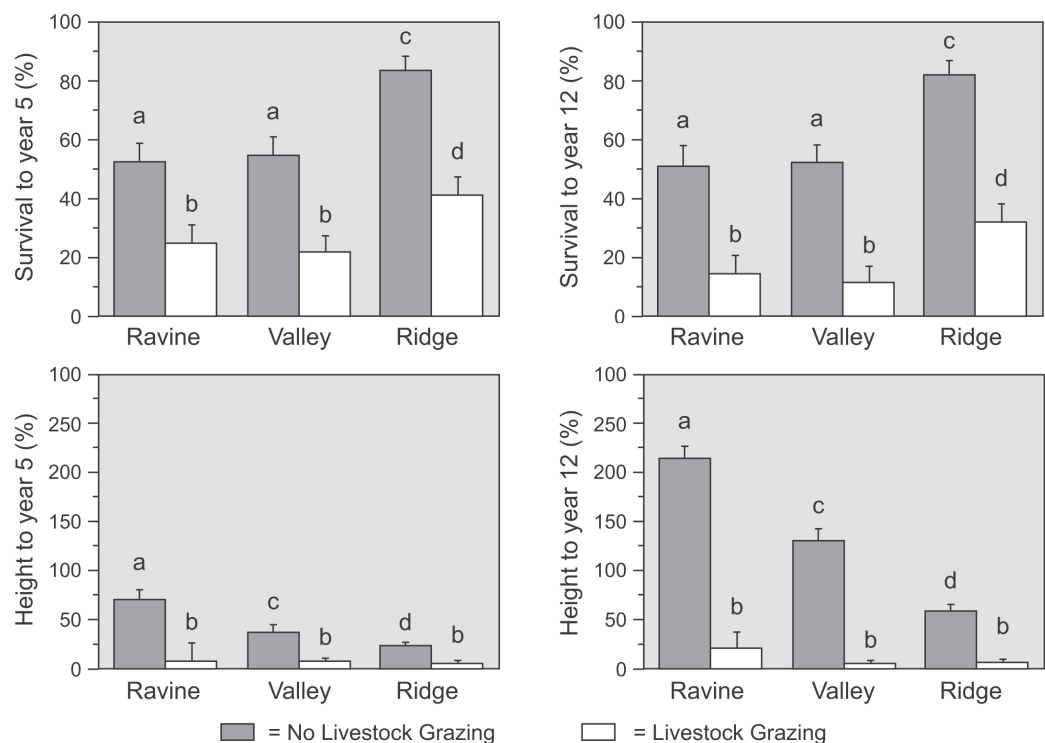 Survival to year 5 (%)
100
80
60
40
20
0
a
b
a
b
c
d
Ravine Valley Ridge
Survival to year 12 (%)
100
80
60
40
20
0
a
b
a
b
c
d
Ravine Valley Ridge
Height to year 5 (%)
100
250
200
150
100
50
0
a
b
c
b
d
b
Ravine Valley Ridge
Height to year 12 (%)
100
250
200
150
100
50
0
a
b
c
b
d
b
Ravine Valley Ridge
= No Livestock Grazing
= Livestock Grazing